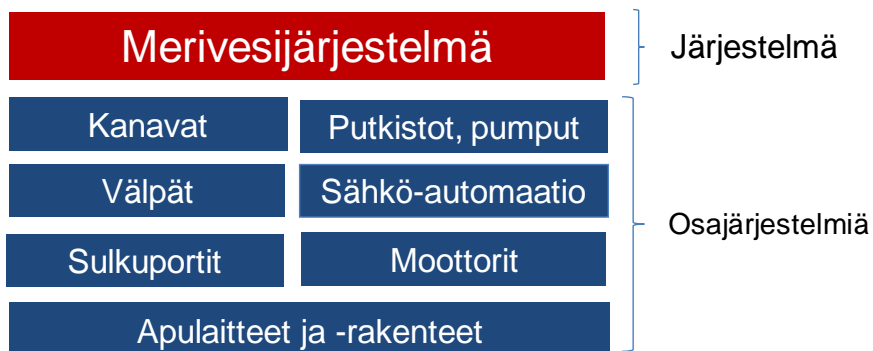 Merivesijärjestelmä
Järjestelmä
Kanavat
Putkistot, pumput
Välpät
Sähkö-automaatio
Osajärjestelmiä
Sulkuportit
Moottorit
Apulaitteet ja -rakenteet